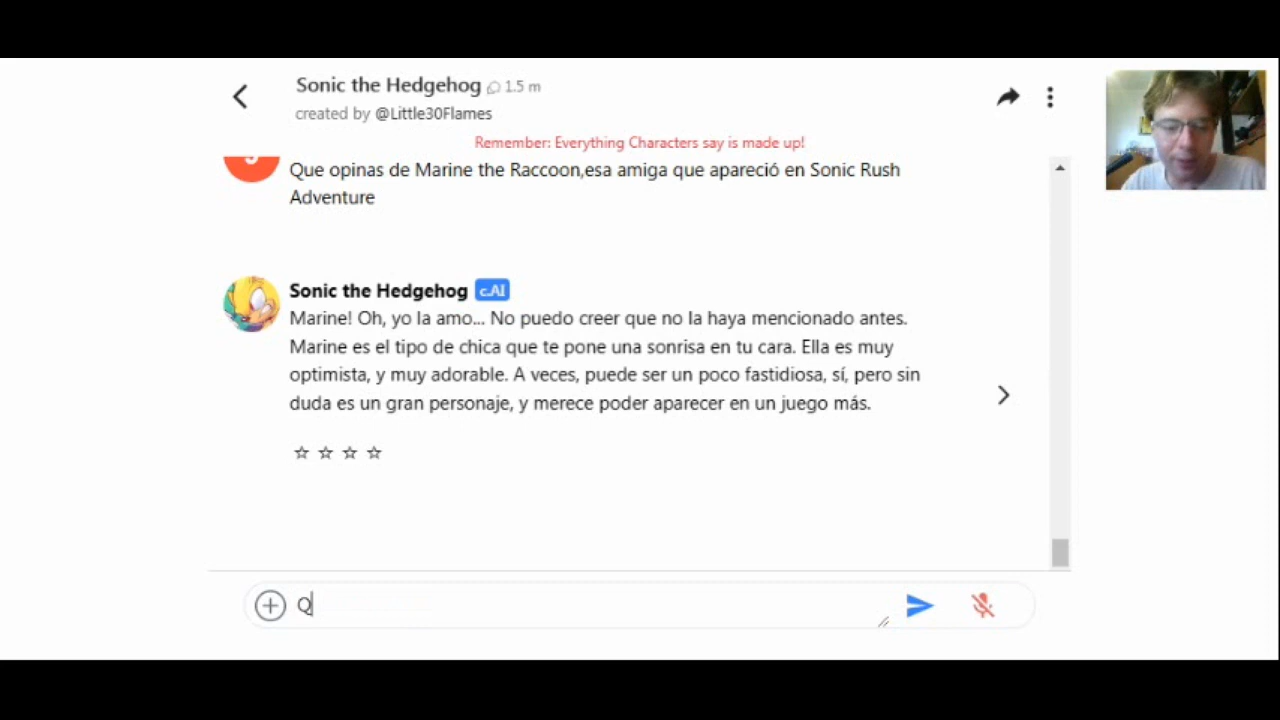 Sonic the Hedgehog 1.5 m
created by @Little30Flames
Remember: Everything Characters say is made up!
Que opinas de Marine the Raccoon,esa amiga que apareció en Sonic Rush
Adventure
Sonic the Hedgehog c.AI
Marine! Oh, yo la amo... No puedo creer que no la haya mencionado antes.
Marine es el tipo de chica que te pone una sonrisa en tu cara. Ella es muy
optimista, y muy adorable. A veces, puede ser un poco fastidiosa, sí, pero sin
duda es un gran personaje, y merece poder aparecer en un juego más.
Q